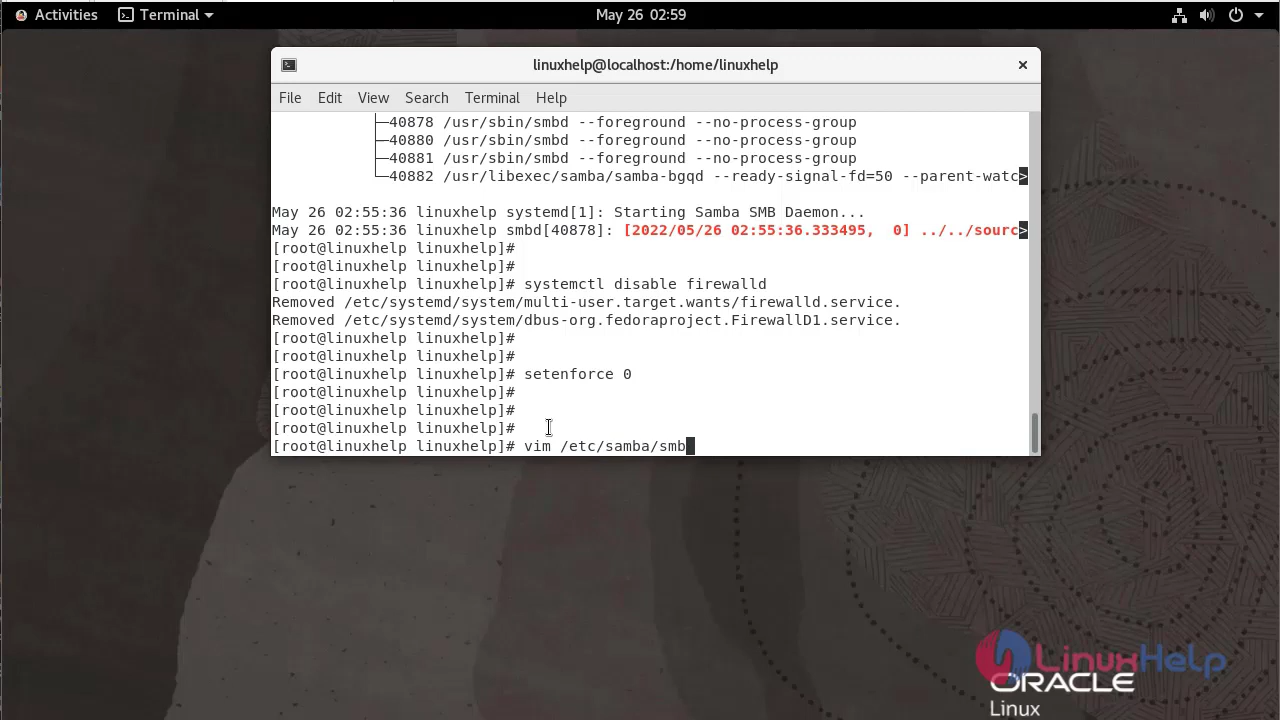 Activities Terminal May 26 02:59
linuxhelp@localhost:/home/linuxhelp
File Edit View Search Terminal Help
├─40878 /usr/sbin/smbd --foreground --no-process-group
├─40880 /usr/sbin/smbd --foreground --no-process-group
├─40881 /usr/sbin/smbd --foreground --no-process-group
└─40882 /usr/libexec/samba/samba-bgqd --ready-signal-fd=50 --parent-watc>
May 26 02:55:36 linuxhelp systemd[1]: Starting Samba SMB Daemon...
May 26 02:55:36 linuxhelp smbd[40878]: [2022/05/26 02:55:36.333495,  0] ../../sourc>
[root@linuxhelp linuxhelp]#
[root@linuxhelp linuxhelp]#
[root@linuxhelp linuxhelp]# systemctl disable firewalld
Removed /etc/systemd/system/multi-user.target.wants/firewalld.service.
Removed /etc/systemd/system/dbus-org.fedoraproject.FirewallD1.service.
[root@linuxhelp linuxhelp]#
[root@linuxhelp linuxhelp]#
[root@linuxhelp linuxhelp]# setenforce 0
[root@linuxhelp linuxhelp]#
[root@linuxhelp linuxhelp]#
[root@linuxhelp linuxhelp]#
[root@linuxhelp linuxhelp]# vim /etc/samba/smb
LinuxHelp
ORACLE
Linux